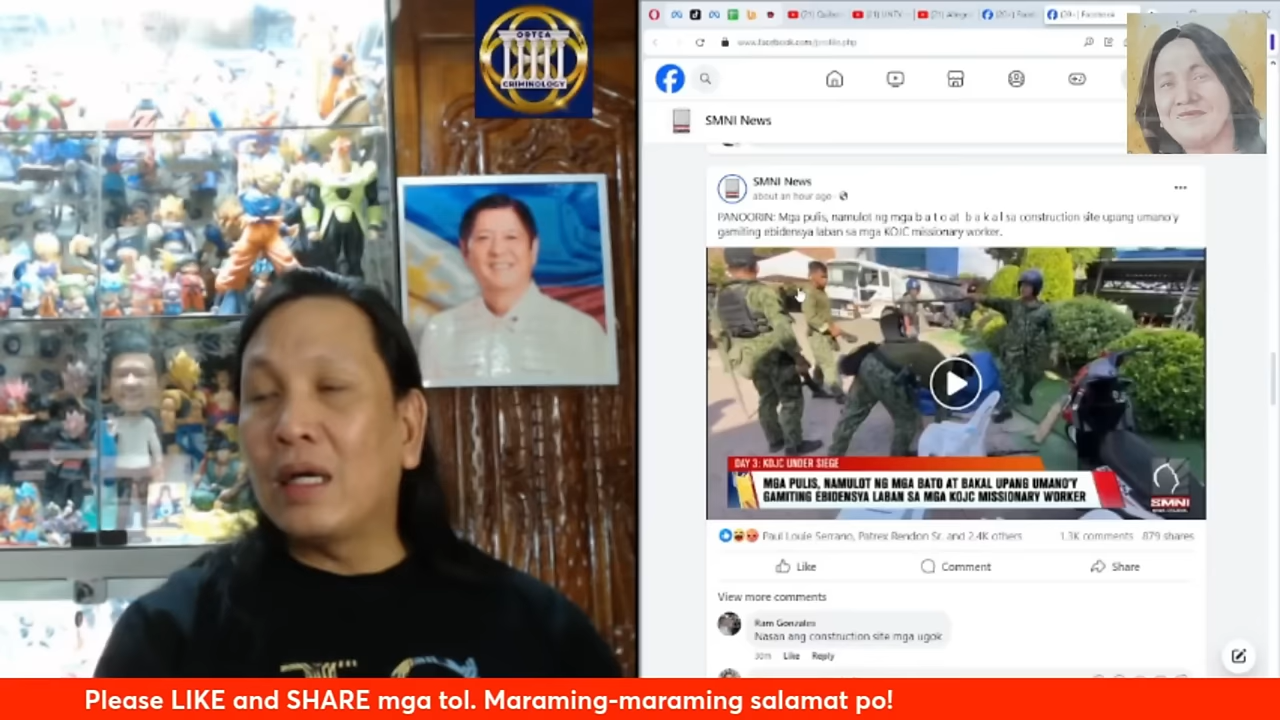 ORTEA
CRIMINOLOGY
(21) UNTV
www.facebook.com/profile.php
SMNI News
SMNI News
about an hour ago
PANOORIN: Mga pulis, namulot ng mga b a t o at b a k a l sa construction site upang umano'y
gamiting ebidensya laban sa mga KOJC missionary worker.
DAY 3: KOJC UNDER SIEGE
MGA PULIS, NAMULOT NG MGA BATO AT BAKAL UPANG UMANO'Y
GAMITING EBIDENSYA LABAN SA MGA KOJC MISSIONARY WORKER
SMNI
Paul Louie Serrano, Patrex Rendon Sr. and 2.4K others 1.3K comments 879 shares
Like Comment Share
View more comments
Ram Gonzales
Nasan ang construction site mga ugok
30m Like Reply
Please LIKE and SHARE mga tol. Maraming-maraming salamat po!